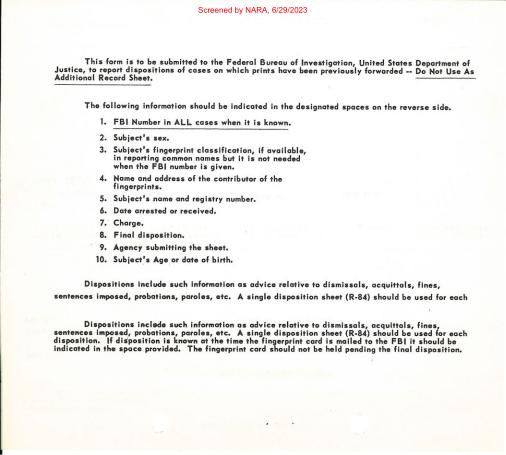 Screened by NARA, 6/29/2023
This form is to be submitted to the Federal Bureau of Investigation, United States Department of
Justice, to report dispositions of cases on which prints have been previously forwarded -- Do Not Use As
Additional Record Sheet.
The following information should be indicated in the designated spaces on the reverse side.
1. FBI Number in ALL cases when it is known.
2. Subject's sex.
3. Subject's fingerprint classification, if available,
in reporting common names but it is not needed
when the FBI number is given.
4. Name and address of the contributor of the
fingerprints.
5. Subject's name and registry number.
6. Date arrested or received.
7. Charge.
8. Final disposition.
9. Agency submitting the sheet.
10. Subject's Age or date of birth.
Dispositions include such information as advice relative to dismissals, acquittals, fines,
sentences imposed, probations, paroles, etc. A single disposition sheet (R-84) should be used for each
Dispositions include such information as advice relative to dismissals, acquittals, fines,
sentences imposed, probations, paroles, etc. A single disposition sheet (R-84) should be used for each
disposition. If disposition is known at the time the fingerprint card is mailed to the FBI it should be
indicated in the space provided. The fingerprint card should not be held pending the final disposition.